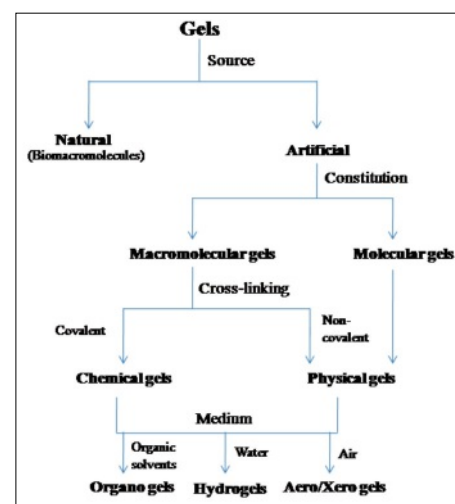 Gels
Source
Natural
(Biomacromolecules)
Artificial
Constitution
Macromolecular gels
Molecular gels
Cross-linking
Covalent
Non-
covalent
Chemical gels
Physical gels
Medium
Organic
solvents
Water
Air
Organo gels
Hydrogels
Aero/Xero gels